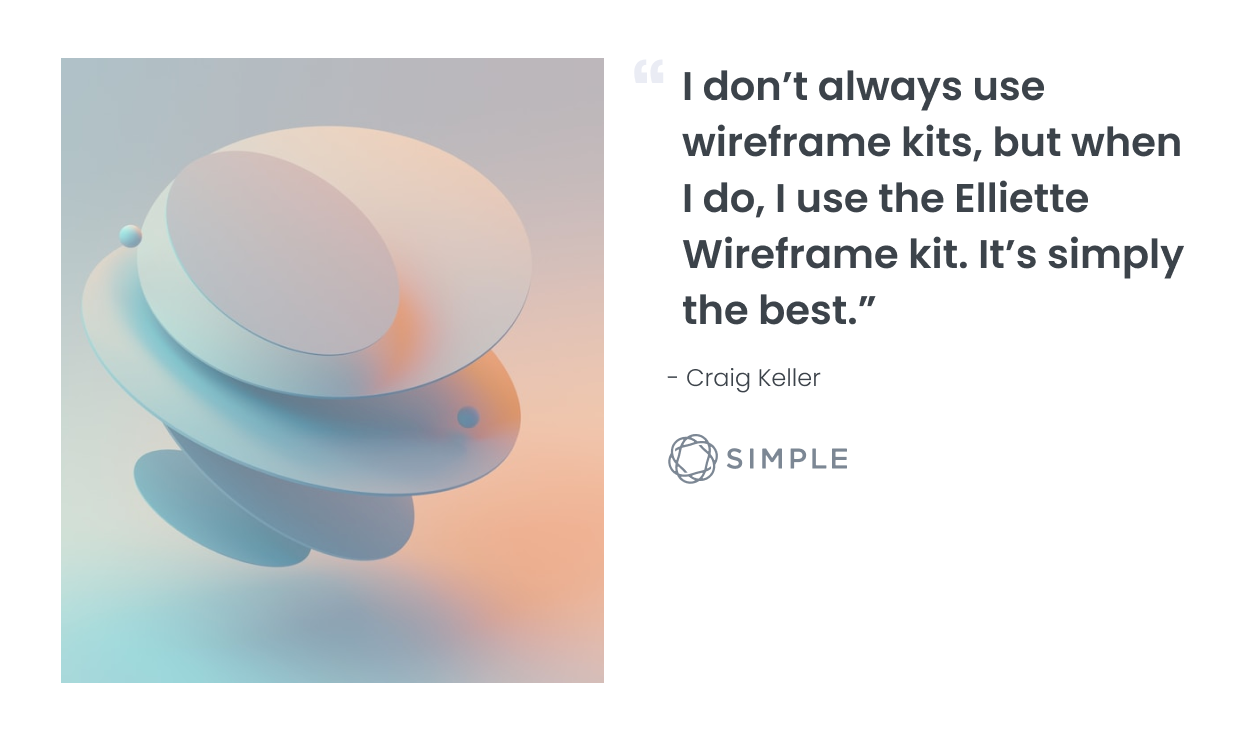 “ I don’t always use
wireframe kits, but when
I do, I use the Elliette
Wireframe kit. It’s simply
the best.”
- Craig Keller
SIMPLE